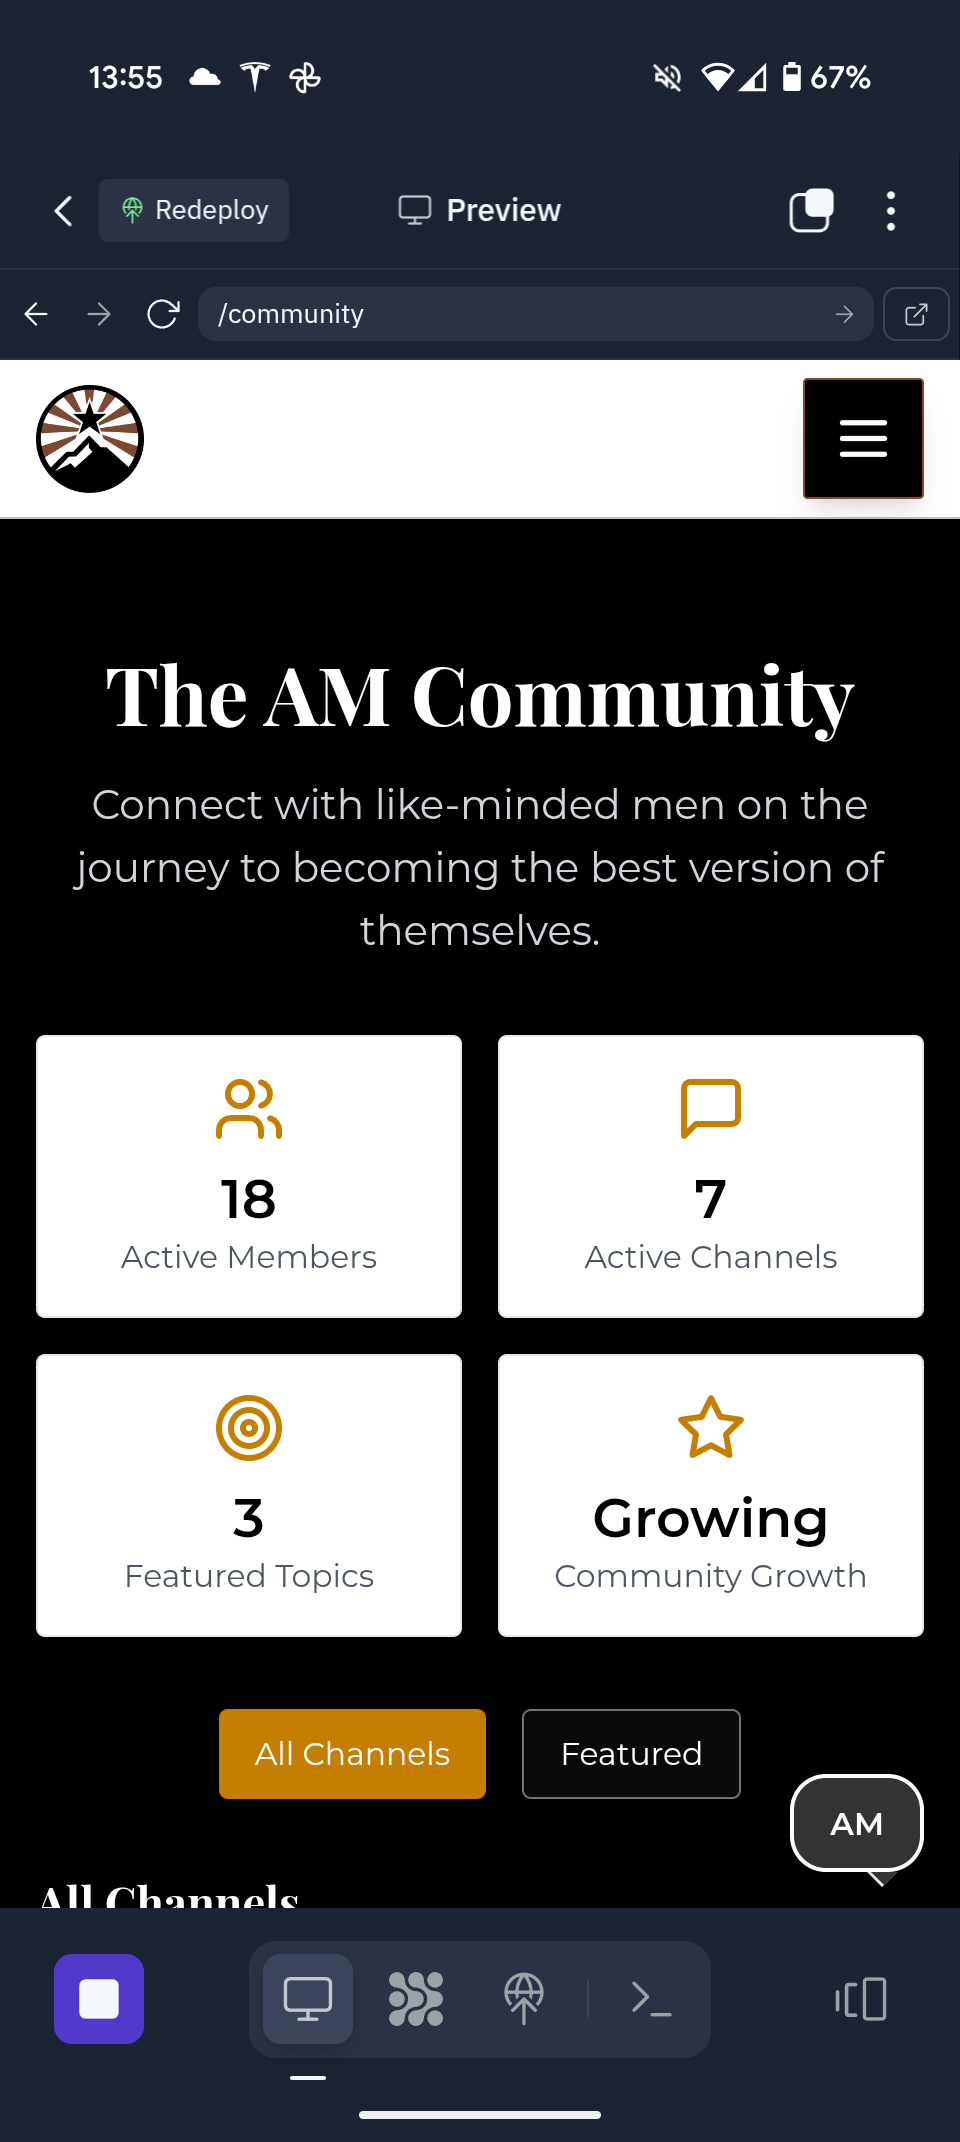 13:55
67%
Redeploy
Preview
/community
The AM Community
Connect with like-minded men on the
journey to becoming the best version of
themselves.
18
Active Members
7
Active Channels
3
Featured Topics
Growing
Community Growth
All Channels
Featured
AM
All Channels